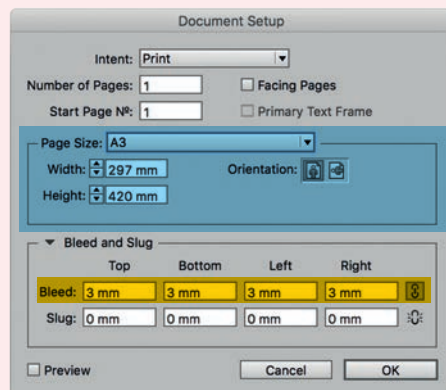 Document Setup
Intent: Print
Number of Pages: 1 Facing Pages
Start Page №: 1 Primary Text Frame
Page Size: A3
Width: 297 mm Orientation:
Height: 420 mm
Bleed and Slug
Top Bottom Left Right
Bleed: 3 mm 3 mm 3 mm 3 mm
Slug: 0 mm 0 mm 0 mm 0 mm
Preview Cancel OK